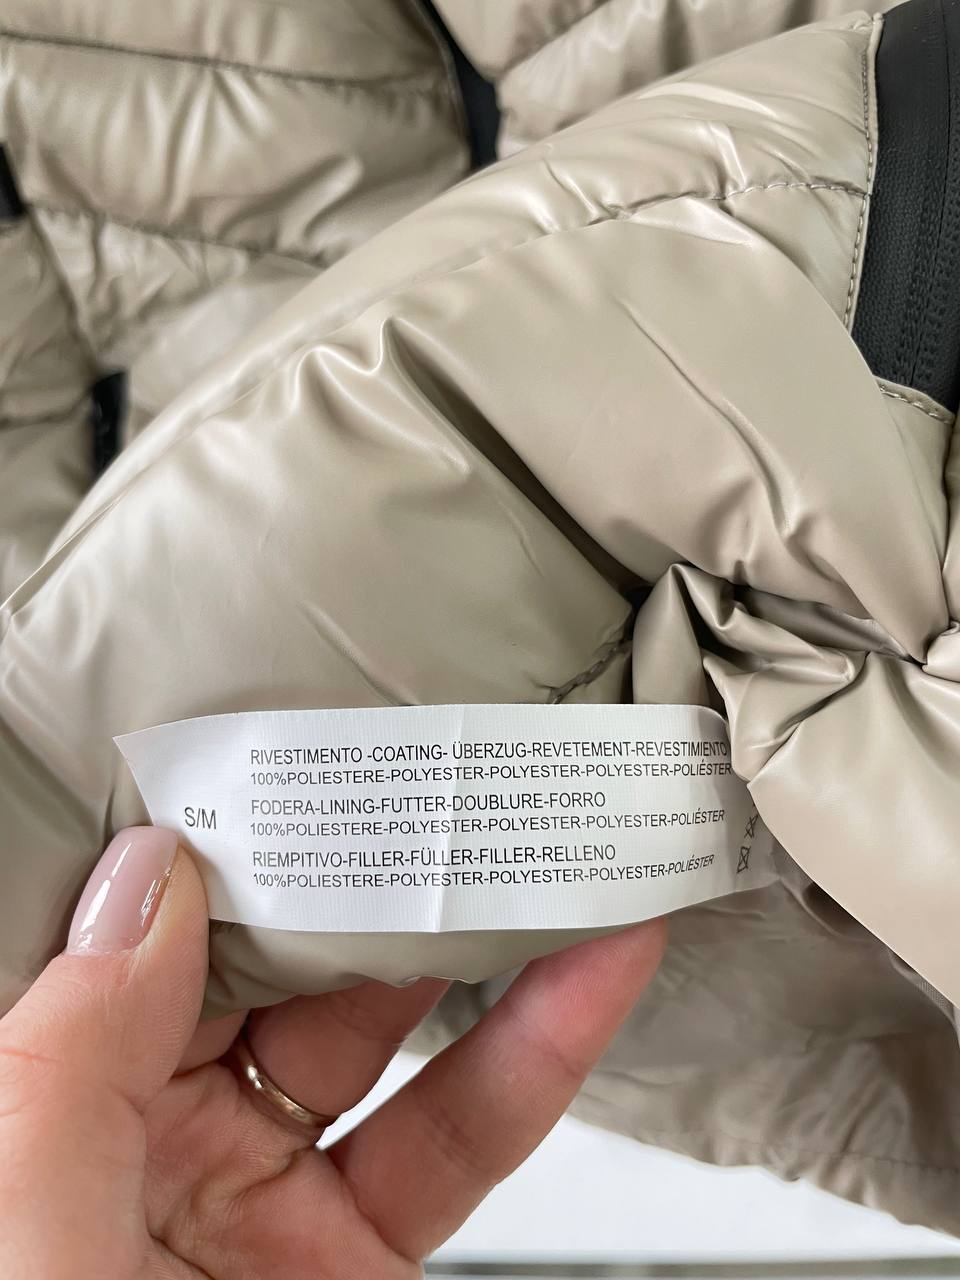 S/M
RIVESTIMENTO -COATING- ÜBERZUG-REVETEMENT-REVESTIMIENTO
100%POLIESTERE-POLYESTER-POLYESTER-POLYESTER-POLIÉSTER
FODERA-LINING-FUTTER-DOUBLURE-FORRO
100%POLIESTERE-POLYESTER-POLYESTER-POLYESTER-POLIÉSTER
RIEMPITIVO-FILLER-FÜLLER-FILLER-RELLENO
100%POLIESTERE-POLYESTER-POLYESTER-POLYESTER-POLIÉSTER